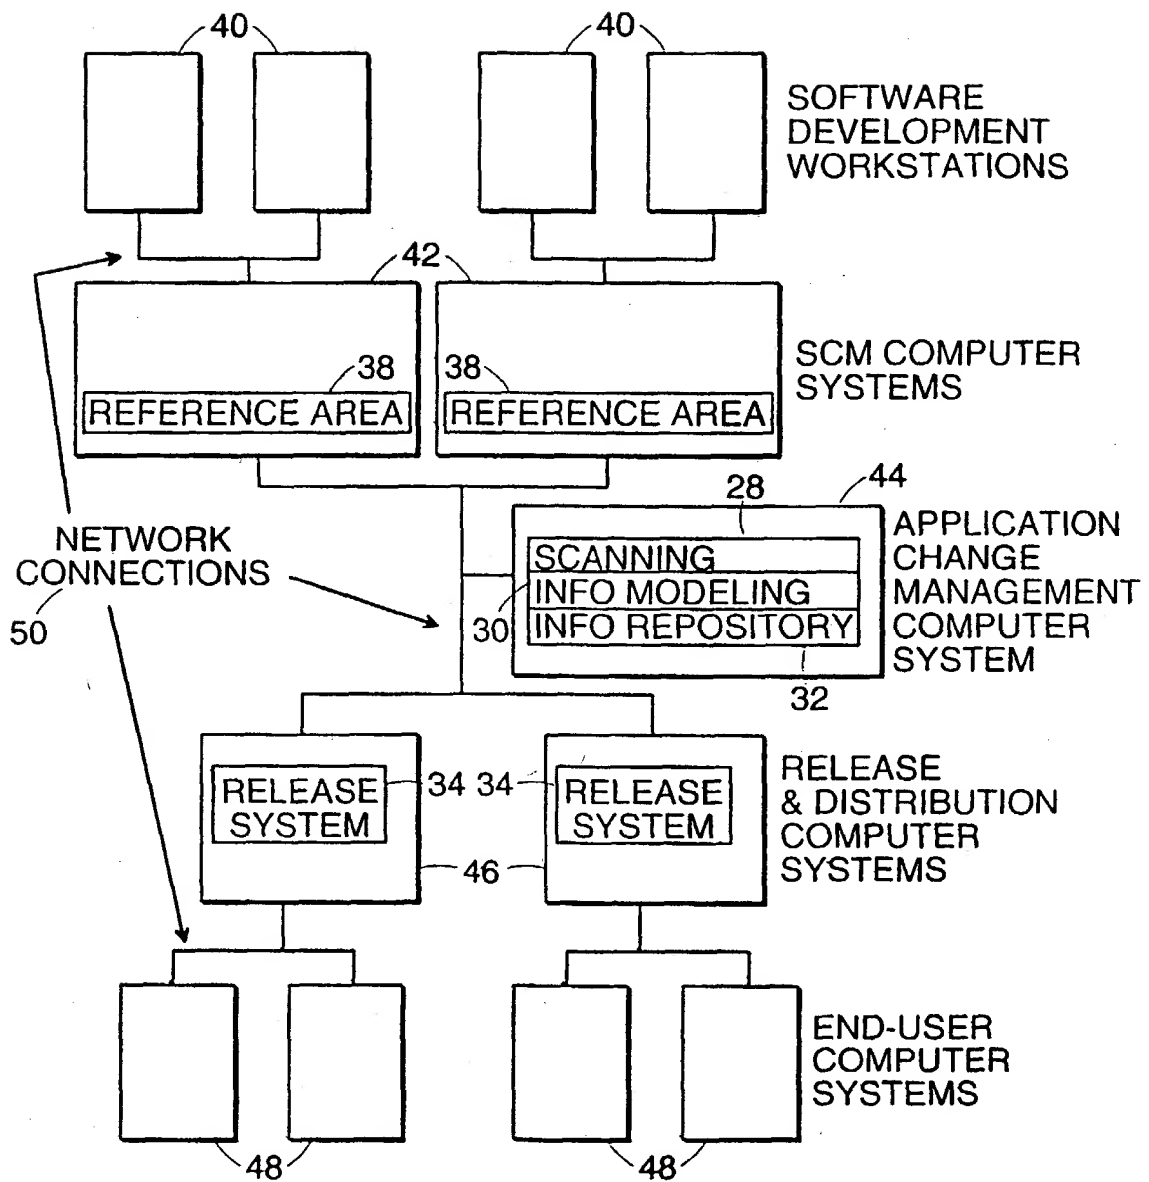 40
40
SOFTWARE
DEVELOPMENT
WORKSTATIONS
42
SCM COMPUTER
SYSTEMS
38
38
REFERENCE AREA
REFERENCE AREA
44
28
APPLICATION
CHANGE
MANAGEMENT
COMPUTER
SYSTEM
SCANNING
INFO MODELING
INFO REPOSITORY
30
32
NETWORK
CONNECTIONS
50
RELEASE
SYSTEM
34
34
RELEASE
SYSTEM
46
RELEASE
& DISTRIBUTION
COMPUTER
SYSTEMS
END-USER
COMPUTER
SYSTEMS
48
48